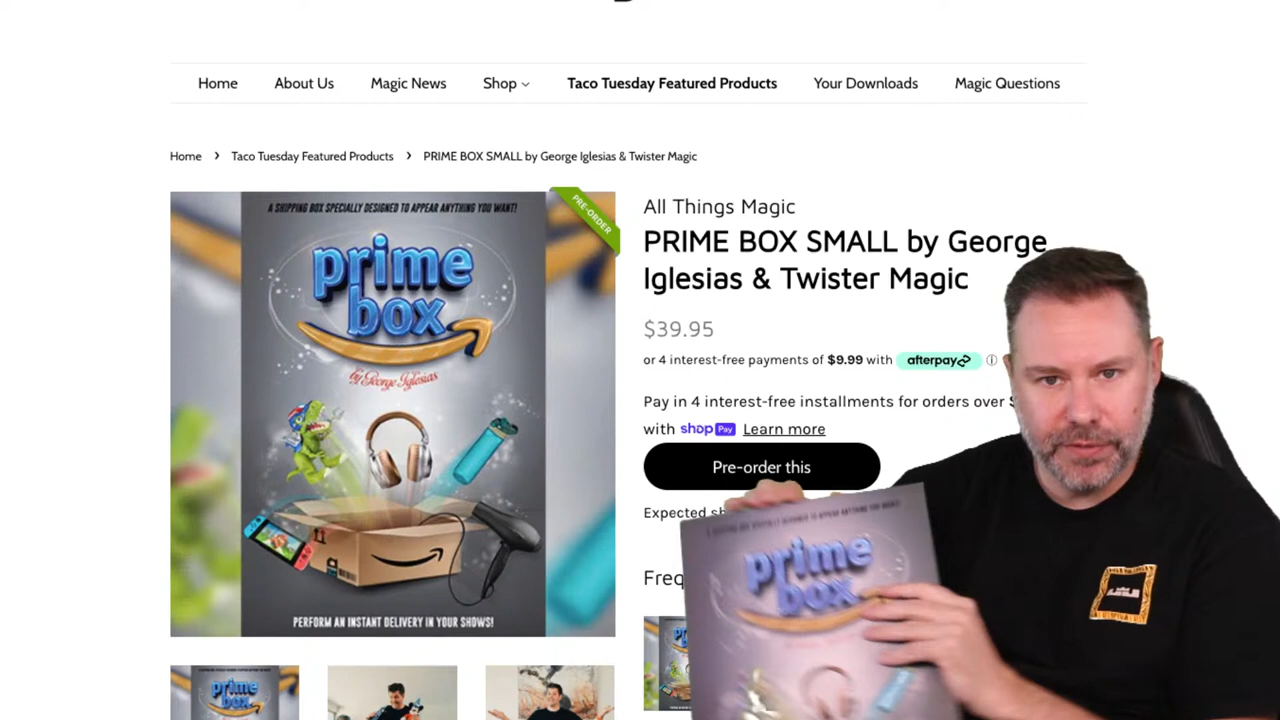 Home
About Us
Magic News
Shop
Taco Tuesday Featured Products
Your Downloads
Magic Questions
Home › Taco Tuesday Featured Products › PRIME BOX SMALL by George Iglesias & Twister Magic
A SHIPPING BOX SPECIALLY DESIGNED TO APPEAR ANYTHING YOU WANT!
PRE-ORDER
prime
box
by George Iglesias
PERFORM AN INSTANT DELIVERY IN YOUR SHOWS!
All Things Magic
PRIME BOX SMALL by George
Iglesias & Twister Magic
$39.95
or 4 interest-free payments of $9.99 with afterpay
Pay in 4 interest-free installments for orders over
with shop Pay Learn more
Pre-order this
Expected
prime
box
prime
box